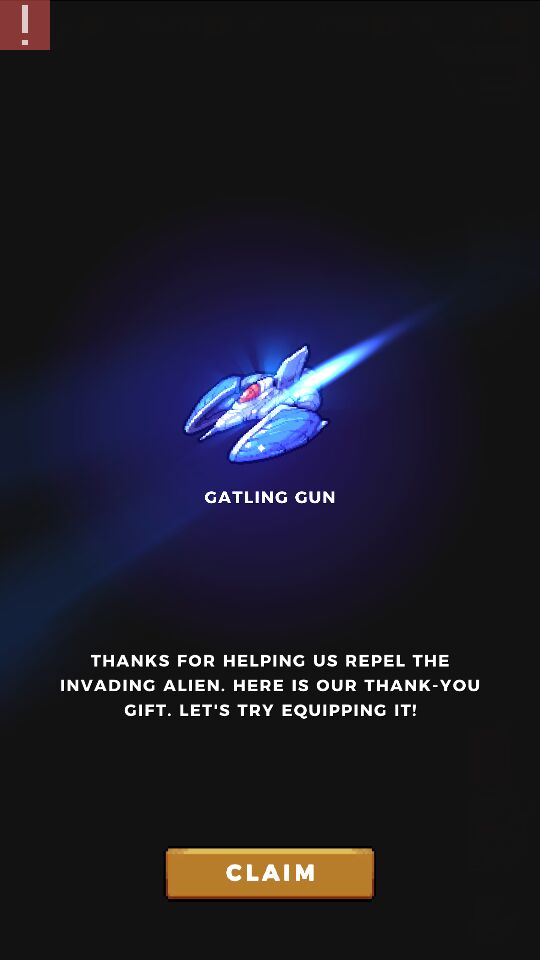 !
GATLING GUN
THANKS FOR HELPING US REPEL THE
INVADING ALIEN. HERE IS OUR THANK-YOU
GIFT. LET'S TRY EQUIPPING IT!
CLAIM